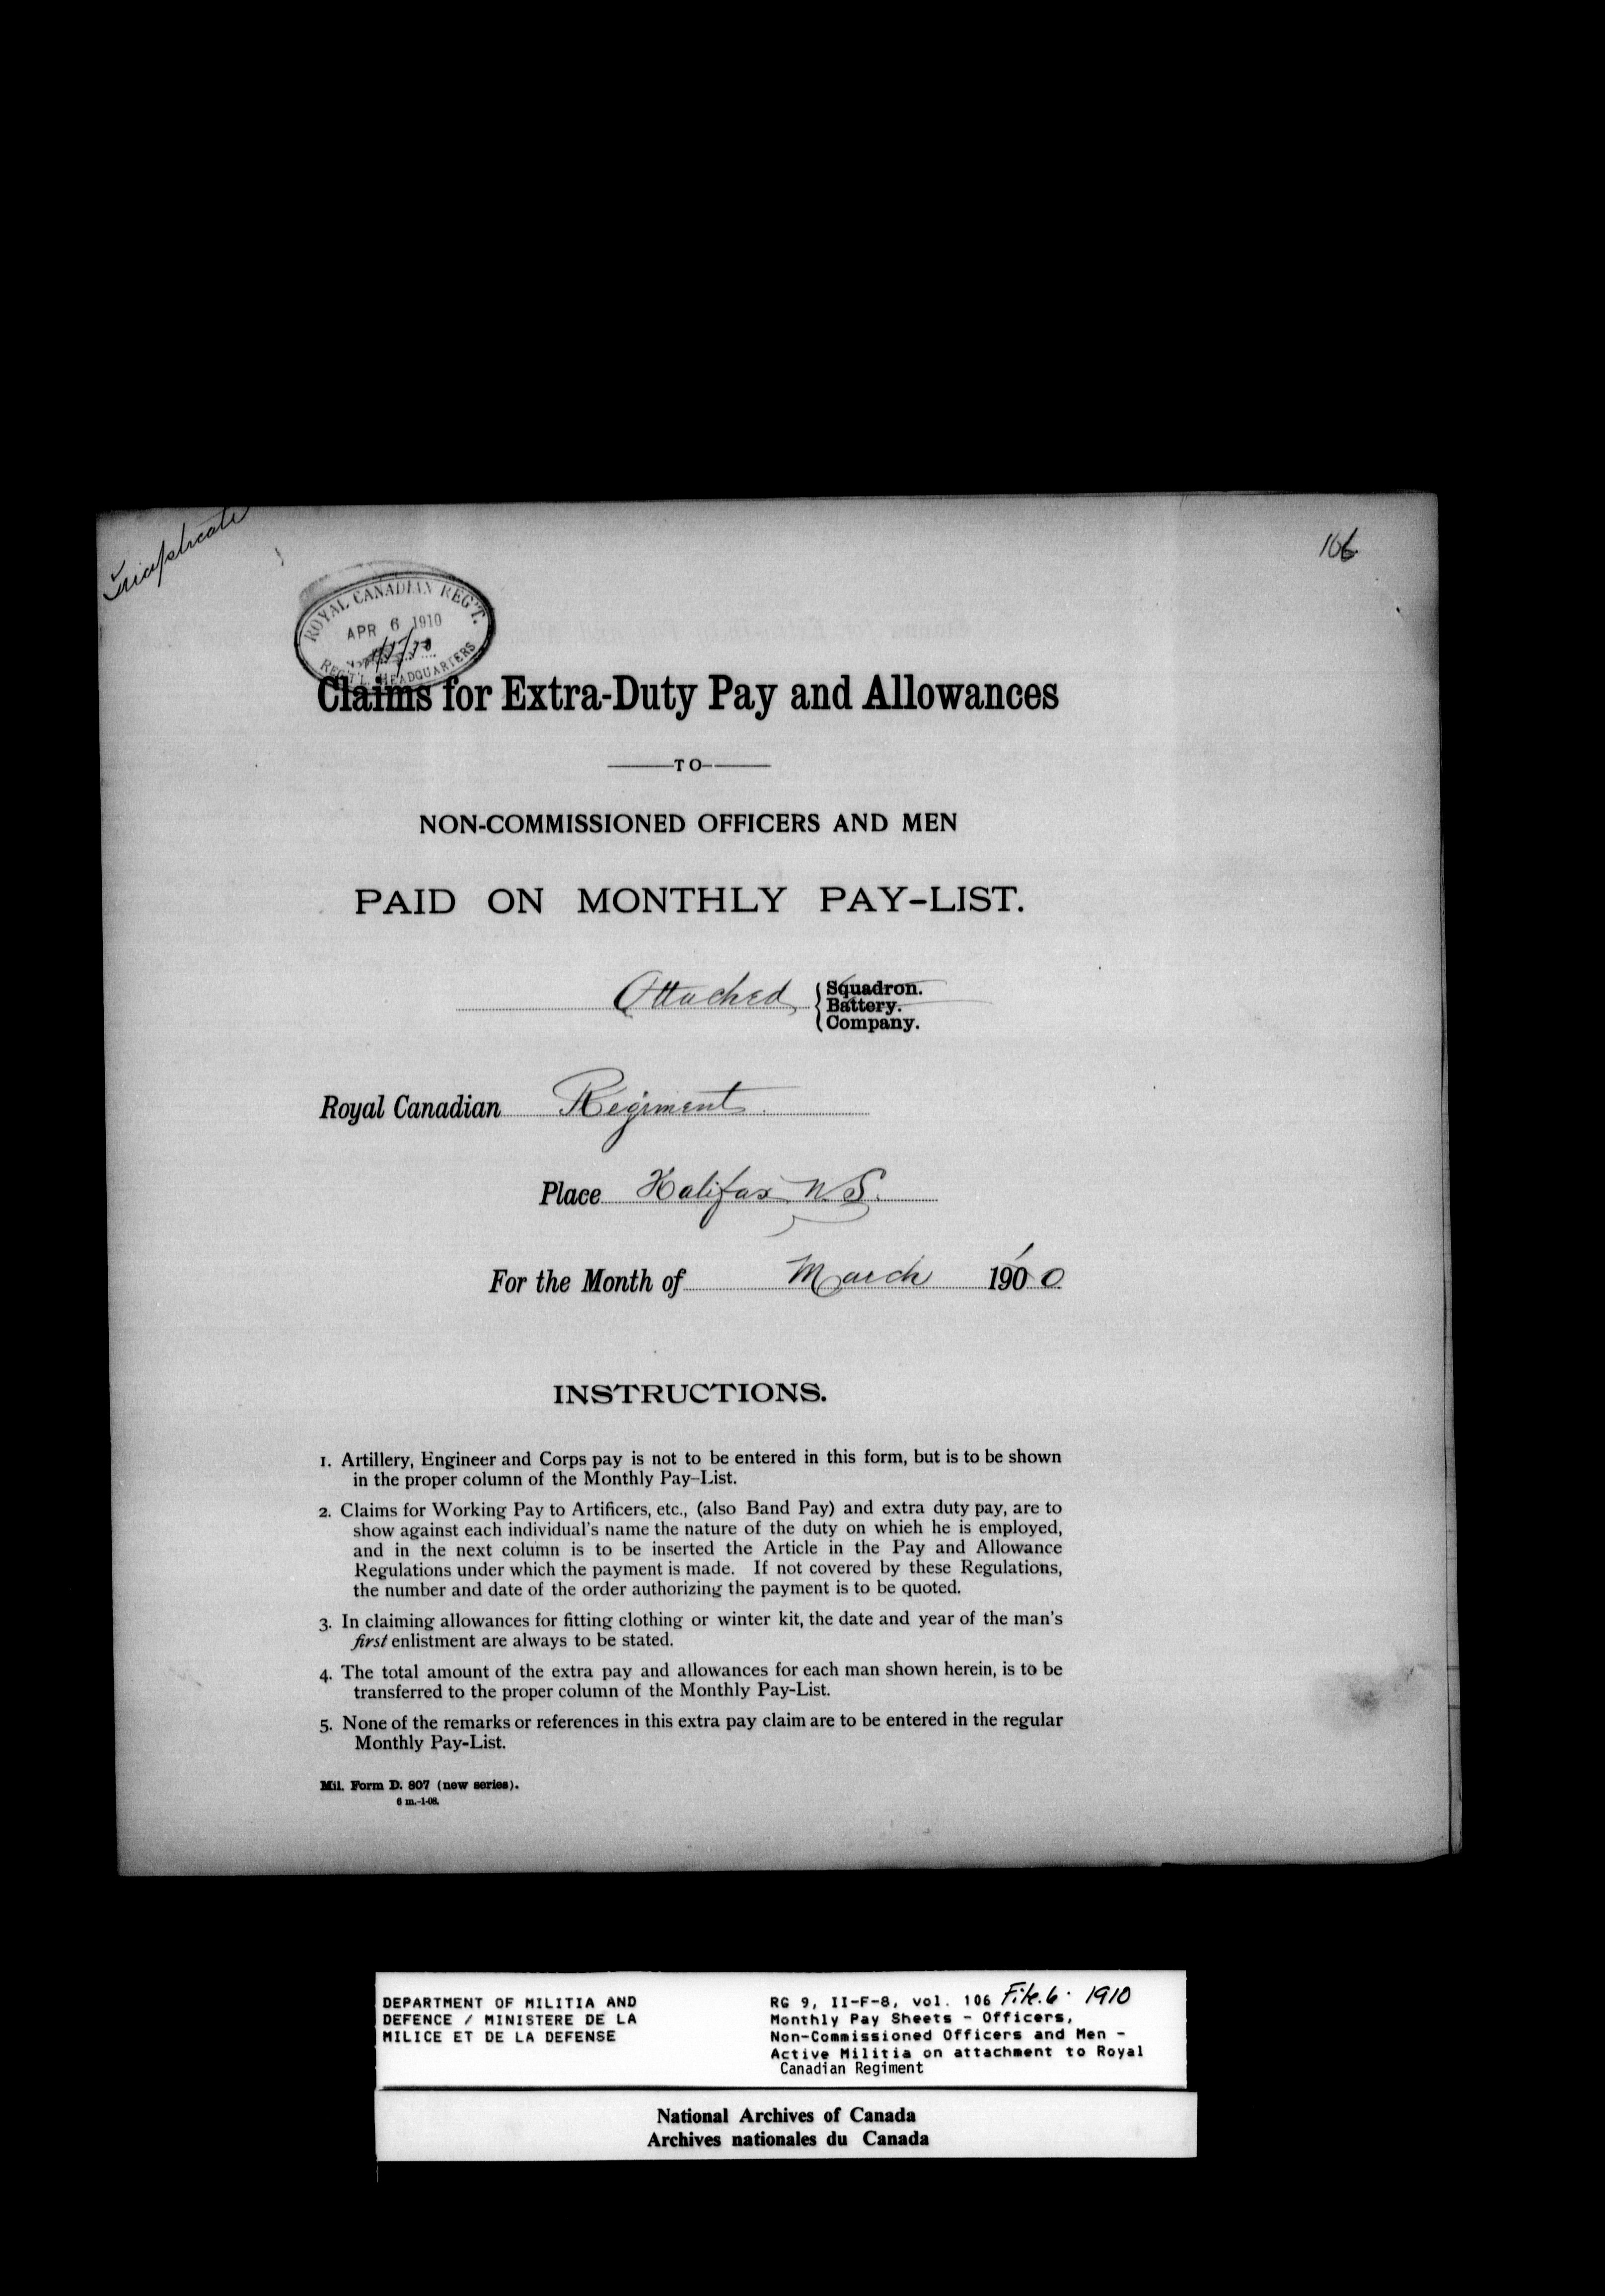 Triplicate
106
ROYAL CANADIAN REG'T.
APR 6 1910
REG'T'L. HEADQUARTERS
Claims for Extra-Duty Pay and Allowances
TO
NON-COMMISSIONED OFFICERS AND MEN
PAID ON MONTHLY PAY-LIST.
Attached { Squadron.
Battery.
Company.
Royal Canadian Regiment.
Place Halifax N.S.
For the Month of March 1910
INSTRUCTIONS.
1. Artillery, Engineer and Corps pay is not to be entered in this form, but is to be shown
in the proper column of the Monthly Pay-List.
2. Claims for Working Pay to Artificers, etc., (also Band Pay) and extra duty pay, are to
show against each individual's name the nature of the duty on whieh he is employed,
and in the next column is to be inserted the Article in the Pay and Allowance
Regulations under which the payment is made. If not covered by these Regulations,
the number and date of the order authorizing the payment is to be quoted.
3. In claiming allowances for fitting clothing or winter kit, the date and year of the man's
first enlistment are always to be stated.
4. The total amount of the extra pay and allowances for each man shown herein, is to be
transferred to the proper column of the Monthly Pay-List.
5. None of the remarks or references in this extra pay claim are to be entered in the regular
Monthly Pay-List.
Mil. Form D. 807 (new series).
6 m.-1-08.
DEPARTMENT OF MILITIA AND
DEFENCE / MINISTERE DE LA
MILICE ET DE LA DEFENSE
RG 9, II-F-8, vol. 106 File. 6. 1910
Monthly Pay Sheets - Officers,
Non-Commissioned Officers and Men -
Active Militia on attachment to Royal
Canadian Regiment
National Archives of Canada
Archives nationales du Canada